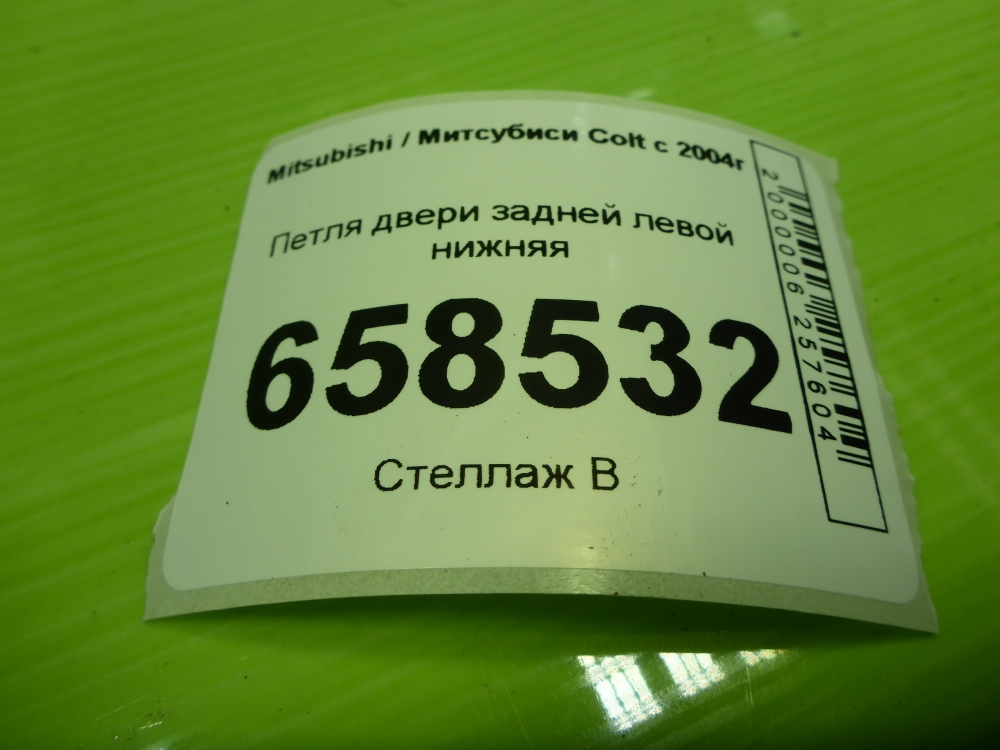 Mitsubishi / Митсубиси Colt с 2004г
Петля двери задней левой
нижняя
658532
Стеллаж В
2000006257604